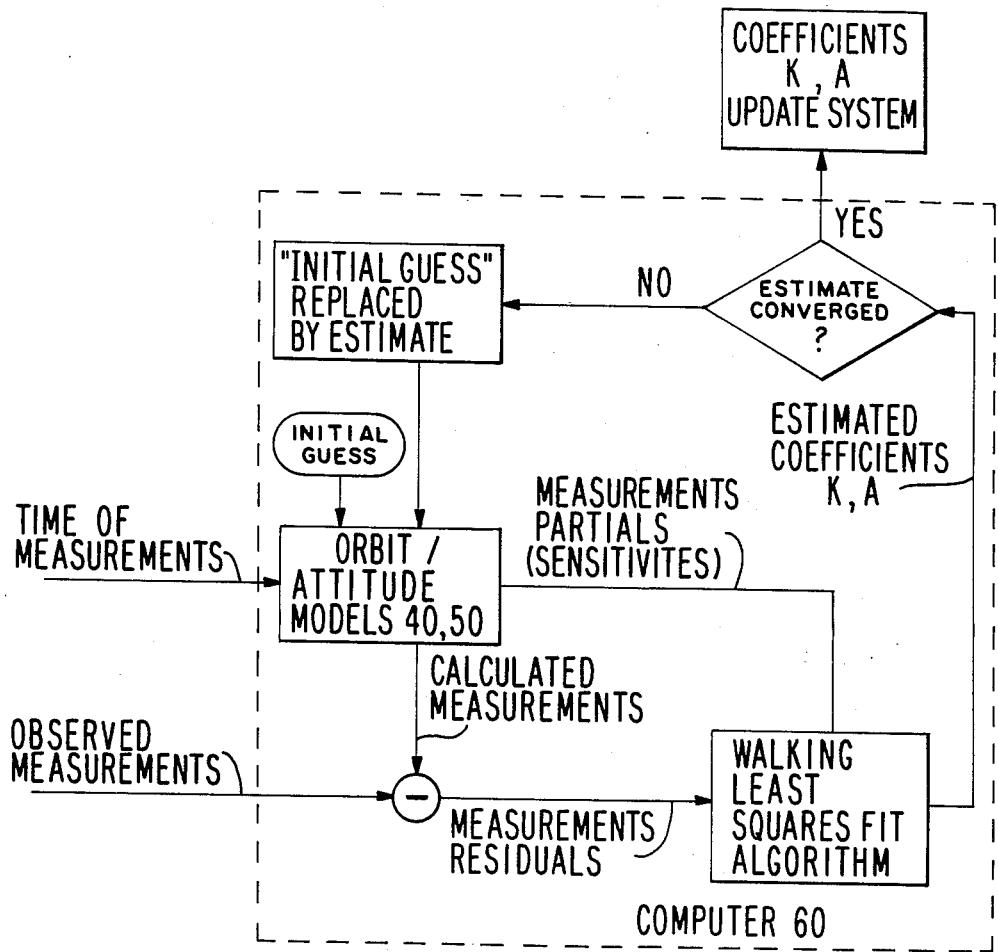 COEFFICIENTS
K , A
UPDATE SYSTEM
YES
"INITIAL GUESS"
REPLACED
BY ESTIMATE
NO
ESTIMATE
CONVERGED
?
INITIAL
GUESS
ESTIMATED
COEFFICIENTS
K, A
MEASUREMENTS
PARTIALS
(SENSITIVITES)
TIME OF
MEASUREMENTS
ORBIT /
ATTITUDE
MODELS 40,50
CALCULATED
MEASUREMENTS
OBSERVED
MEASUREMENTS
−
MEASUREMENTS
RESIDUALS
WALKING
LEAST
SQUARES FIT
ALGORITHM
COMPUTER 60